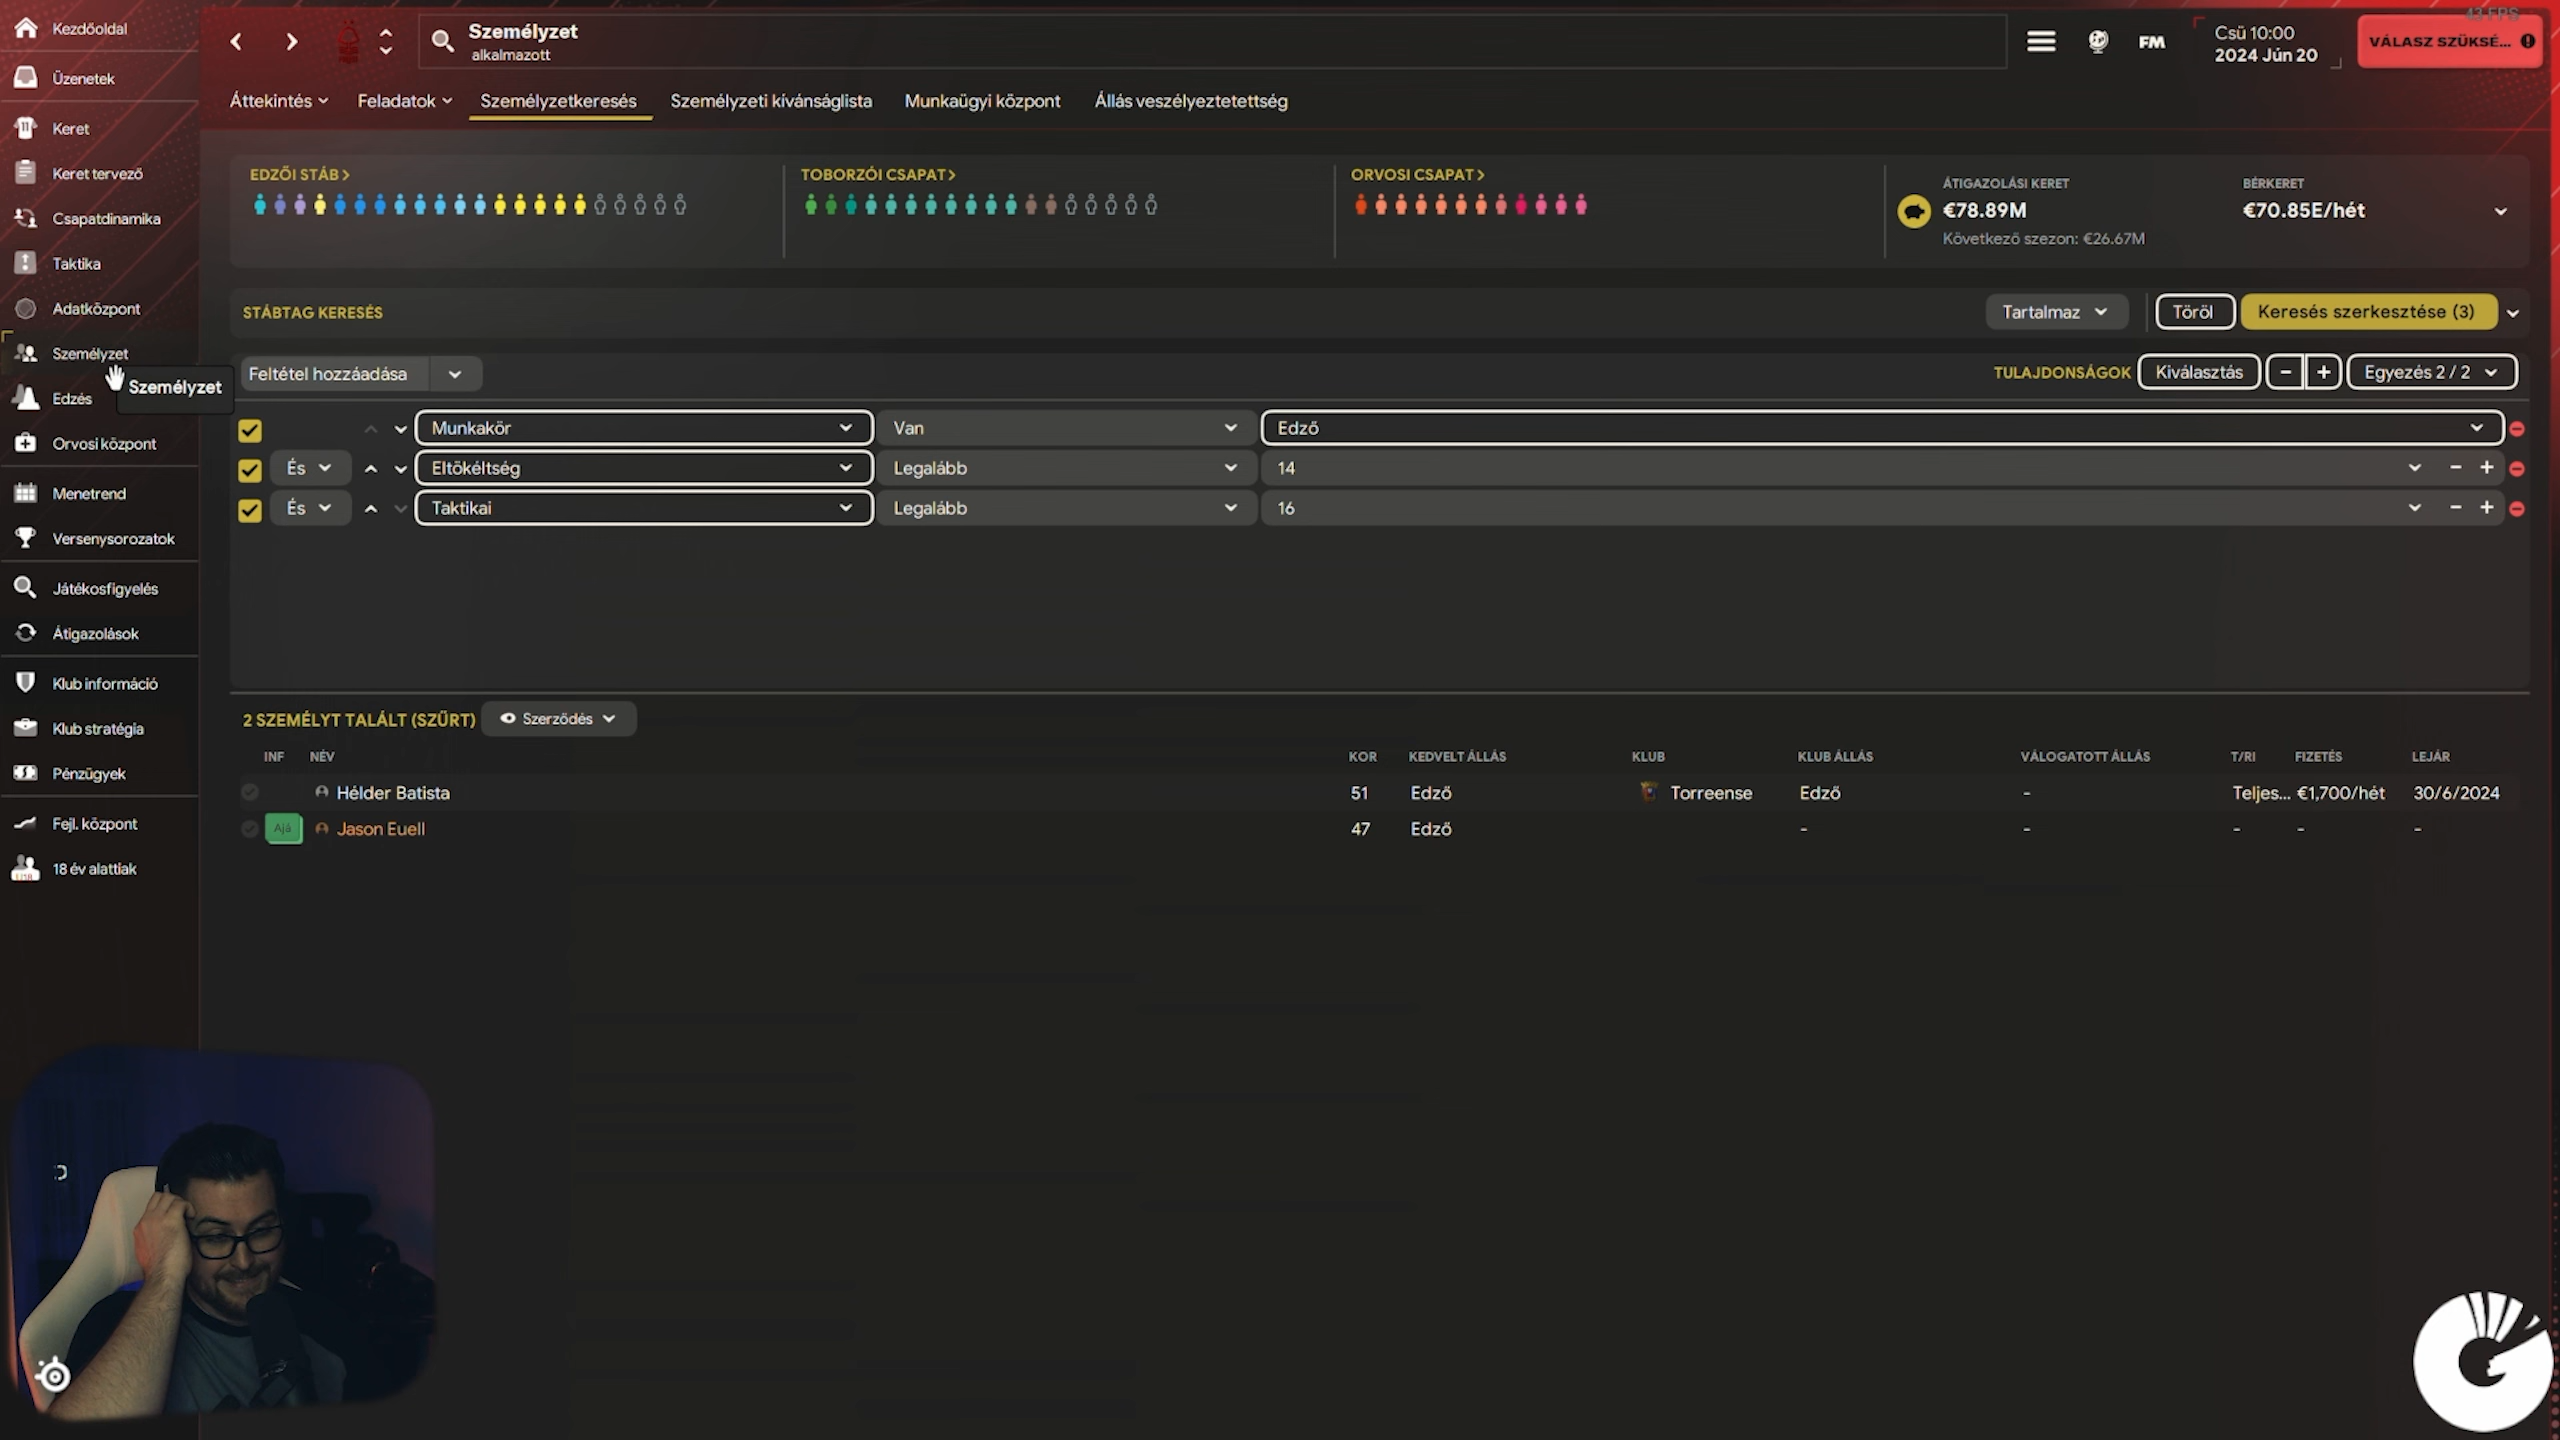 Kezdőoldal
Üzenetek
Keret
Keret tervező
Csapatdinamika
Taktika
Adatközpont
Személyzet
Edzés
Orvosi központ
Menetrend
Versenysorozatok
Játékosfigyelés
Átigazolások
Klub információ
Klub stratégia
Pénzügyek
Fejl. központ
18 év alattiak
Személyzet
Személyzet
alkalmazott
FM
43 FPS
Csü 10:00
2024 Jún 20
VÁLASZ SZÜKSÉ...
Áttekintés
Feladatok
Személyzetkeresés
Személyzeti kívánságlista
Munkaügyi központ
Állás veszélyeztetettség
EDZŐI STÁB >
TOBORZÓI CSAPAT >
ORVOSI CSAPAT >
ÁTIGAZOLÁSI KERET
€78.89M
Következő szezon: €26.67M
BÉRKERET
€70.85E/hét
STÁBTAG KERESÉS
Tartalmaz
Töröl
Keresés szerkesztése (3)
Feltétel hozzáadása
TULAJDONSÁGOK
Kiválasztás
- +
Egyezés 2 / 2
Munkakör Van Edző
És Eltökéltség Legalább 14 - +
És Taktikai Legalább 16 - +
2 SZEMÉLYT TALÁLT (SZŰRT)
Szerződés
INF NÉV KOR KEDVELT ÁLLÁS KLUB KLUB ÁLLÁS VÁLOGATOTT ÁLLÁS T/RI FIZETÉS LEJÁR
Hélder Batista 51 Edző Torreense Edző - Teljes... €1,700/hét 30/6/2024
Ajá Jason Euell 47 Edző - - - - -